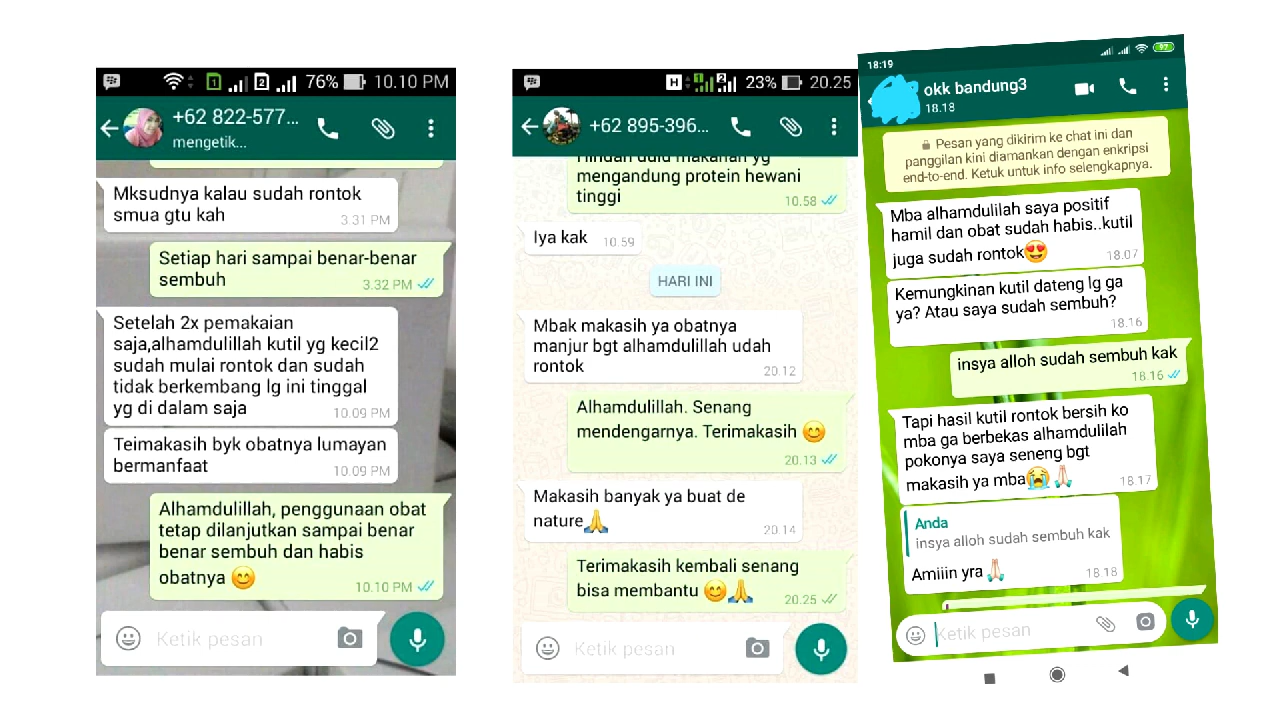 76% 10.10 PM
+62 822-577...
mengetik...
Mksudnya kalau sudah rontok
smua gtu kah
3.31 PM
Setiap hari sampai benar-benar
sembuh
3.32 PM
Setelah 2x pemakaian
saja,alhamdulillah kutil yg kecil2
sudah mulai rontok dan sudah
tidak berkembang lg ini tinggal
yg di dalam saja
10.09 PM
Teimakasih byk obatnya lumayan
bermanfaat
10.09 PM
Alhamdulillah, penggunaan obat
tetap dilanjutkan sampai benar
benar sembuh dan habis
obatnya 😊
10.10 PM
Ketik pesan
H 23% 20.25
+62 895-396...
Hindari dulu makanan yg
mengandung protein hewani
tinggi
10.58
Iya kak 10.59
HARI INI
Mbak makasih ya obatnya
manjur bgt alhamdulillah udah
rontok
20.12
Alhamdulillah. Senang
mendengarnya. Terimakasih 😊
20.13
Makasih banyak ya buat de
nature🙏
20.14
Terimakasih kembali senang
bisa membantu 😊🙏
20.25
Ketik pesan
18:19 97
okk bandung3
18.18
Pesan yang dikirim ke chat ini dan
panggilan kini diamankan dengan enkripsi
end-to-end. Ketuk untuk info selengkapnya.
Mba alhamdulilah saya positif
hamil dan obat sudah habis..kutil
juga sudah rontok😍
18.07
Kemungkinan kutil dateng lg ga
ya? Atau saya sudah sembuh?
18.16
insya alloh sudah sembuh kak
18.16
Tapi hasil kutil rontok bersih ko
mba ga berbekas alhamdulilah
pokonya saya seneng bgt
makasih ya mba😭🙏🏻
18.17
Anda
insya alloh sudah sembuh kak
Amiiin yra🙏🏻
18.18
Ketik pesan